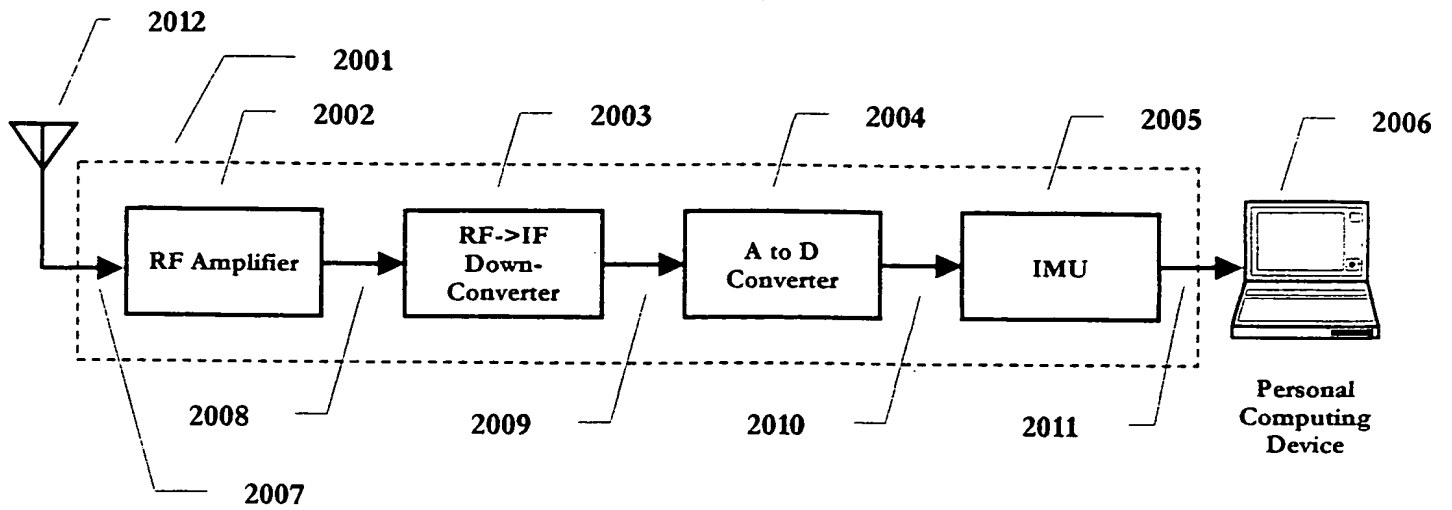 2012
2001
2002
2003
2004
2005
2006
RF Amplifier
RF->IF
Down-
Converter
A to D
Converter
IMU
2008
2009
2010
2011
2007
Personal
Computing
Device